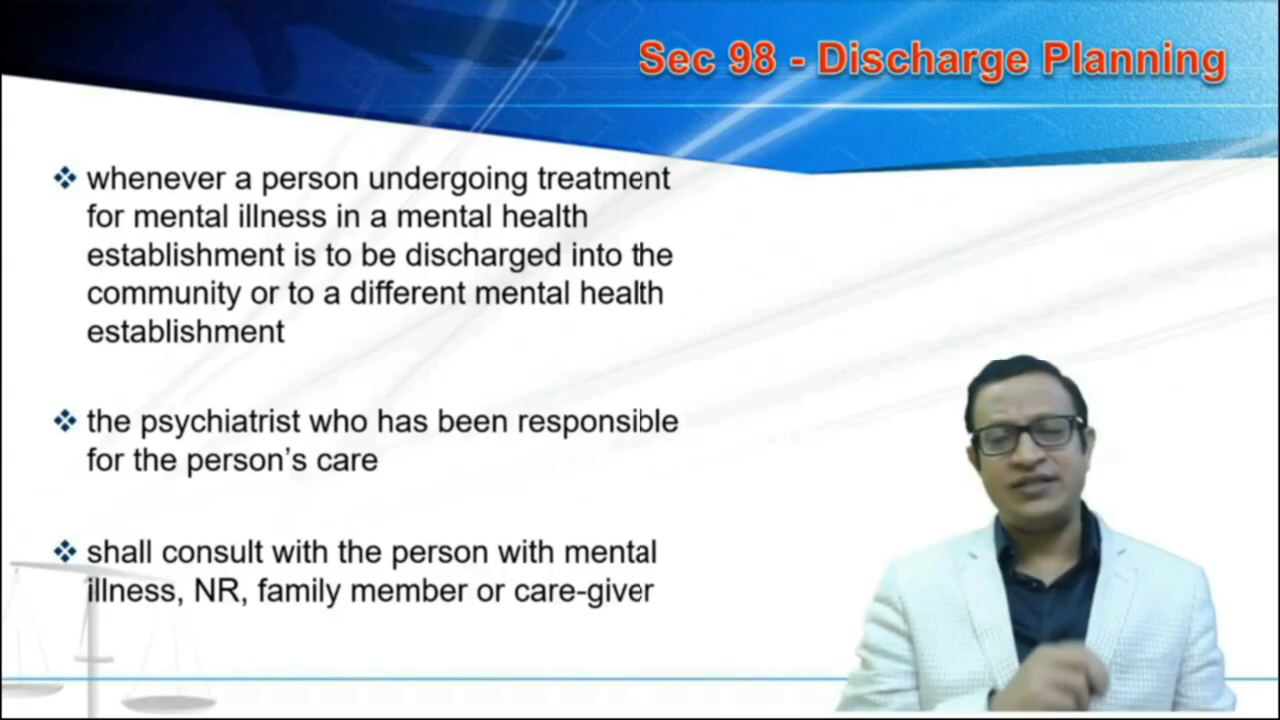 Sec 98 - Discharge Planning
whenever a person undergoing treatment
for mental illness in a mental health
establishment is to be discharged into the
community or to a different mental health
establishment
the psychiatrist who has been responsible
for the person's care
shall consult with the person with mental
illness, NR, family member or care-giver